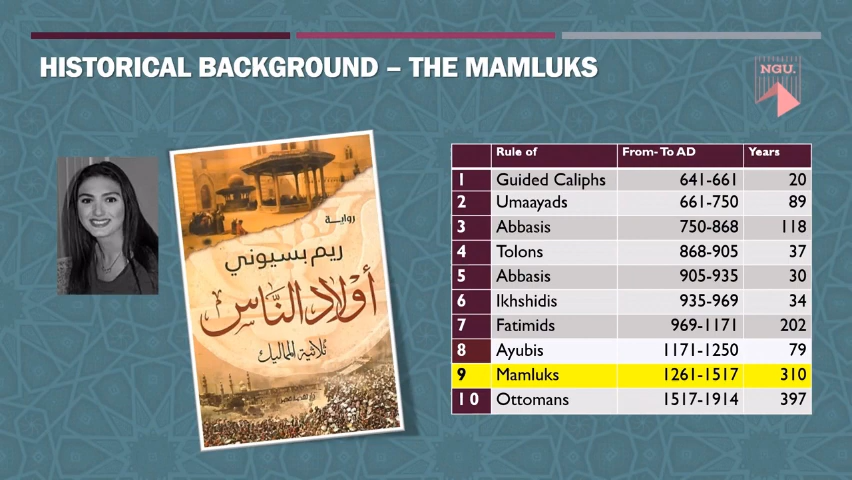 HISTORICAL BACKGROUND – THE MAMLUKS
NGU.
روايــة
ريم بسيوني
أولاد النَّاس
ثلاثية المماليك
Rule of From- To AD Years
1 Guided Caliphs 641-661 20
2 Umaayads 661-750 89
3 Abbasis 750-868 118
4 Tolons 868-905 37
5 Abbasis 905-935 30
6 Ikhshidis 935-969 34
7 Fatimids 969-1171 202
8 Ayubis 1171-1250 79
9 Mamluks 1261-1517 310
10 Ottomans 1517-1914 397